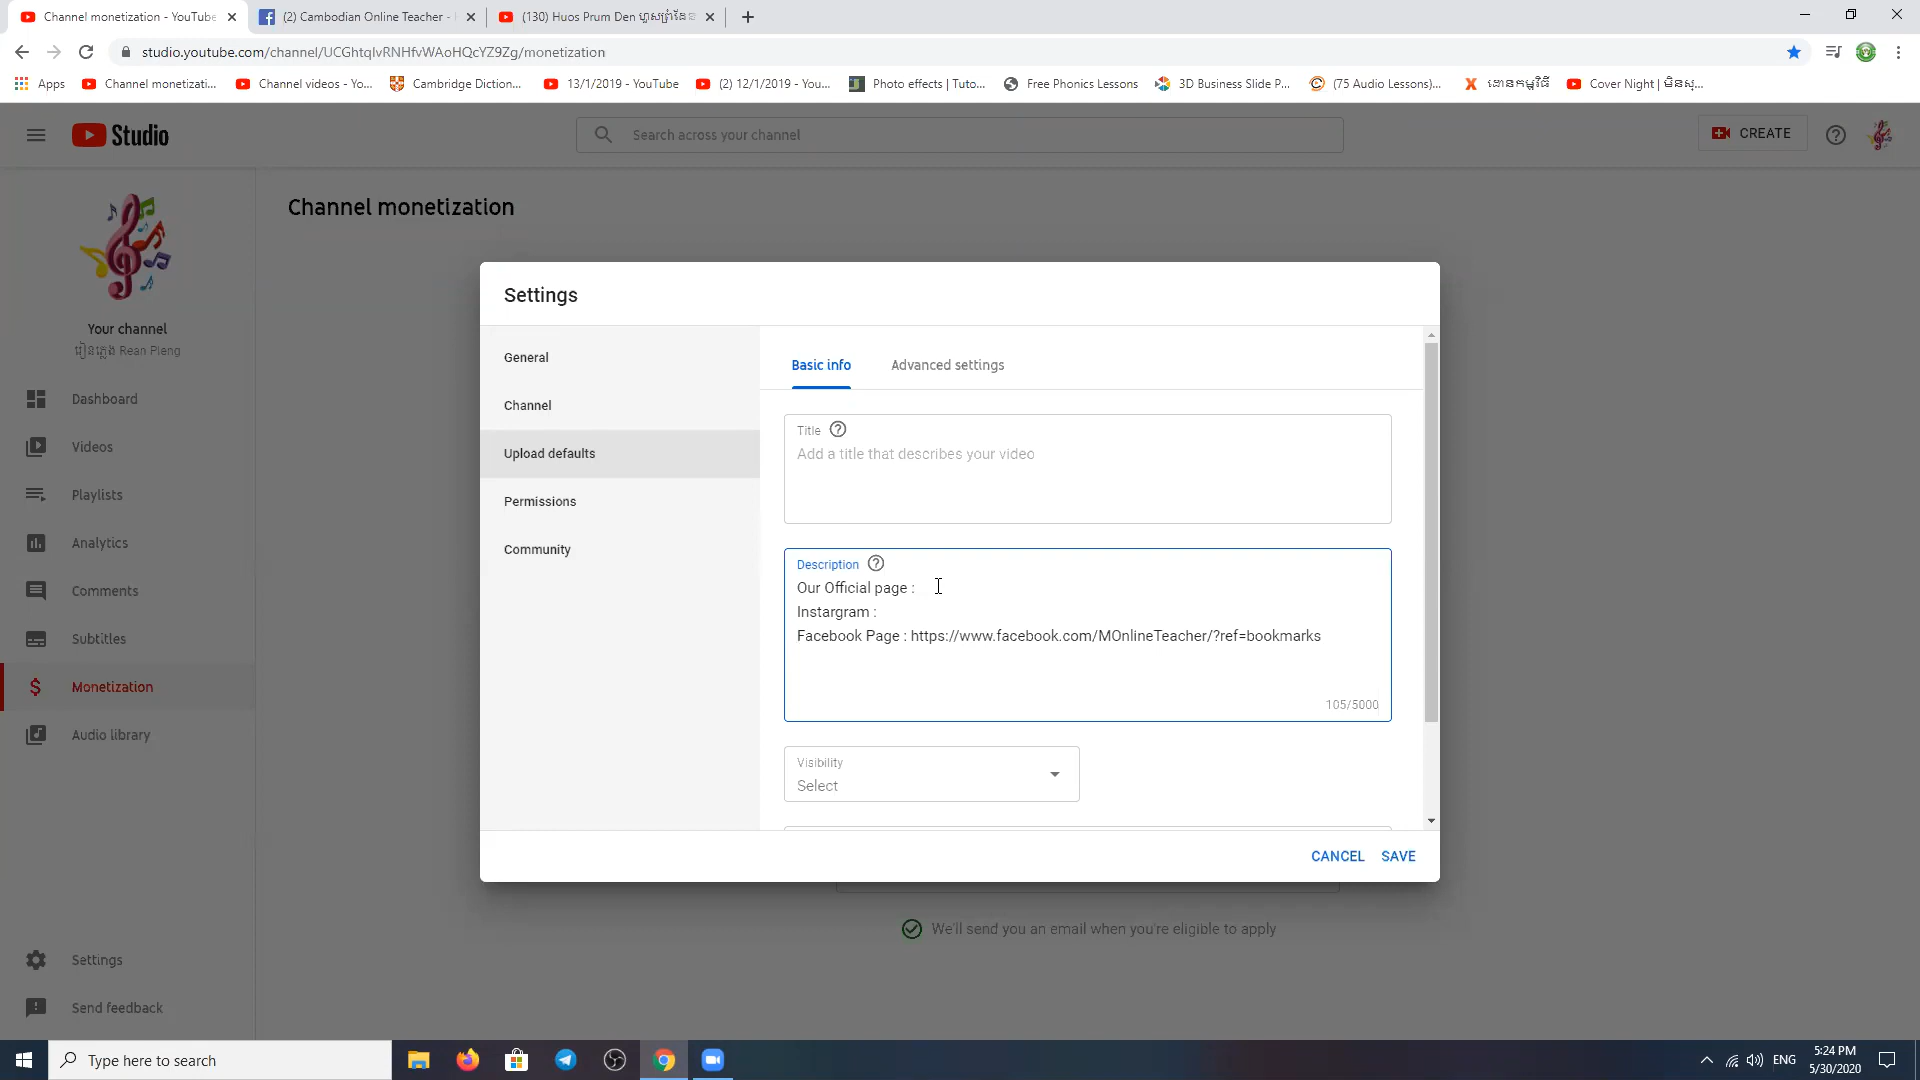 Channel monetization - YouTube
(2) Cambodian Online Teacher -
(130) Huos Prum Den ហួសព្រំដែន
studio.youtube.com/channel/UCGhtqlvRNHfvWAoHQcYZ9Zg/monetization
Apps
Channel monetizati...
Channel videos - Yo...
Cambridge Diction...
13/1/2019 - YouTube
(2) 12/1/2019 - You...
Photo effects | Tuto...
Free Phonics Lessons
3D Business Slide P...
(75 Audio Lessons)...
ដោនកម្មវិធី
Cover Night | មិនសុ...
Studio
Search across your channel
CREATE
Channel monetization
Your channel
រៀនភ្លេង Rean Pleng
Dashboard
Videos
Playlists
Analytics
Comments
Subtitles
Monetization
Audio library
Settings
Send feedback
Settings
General
Channel
Upload defaults
Permissions
Community
Basic info
Advanced settings
Title
Add a title that describes your video
Description
Our Official page :
Instargram :
Facebook Page : https://www.facebook.com/MOnlineTeacher/?ref=bookmarks
105/5000
Visibility
Select
CANCEL
SAVE
We'll send you an email when you're eligible to apply
Type here to search
ENG
5:24 PM
5/30/2020